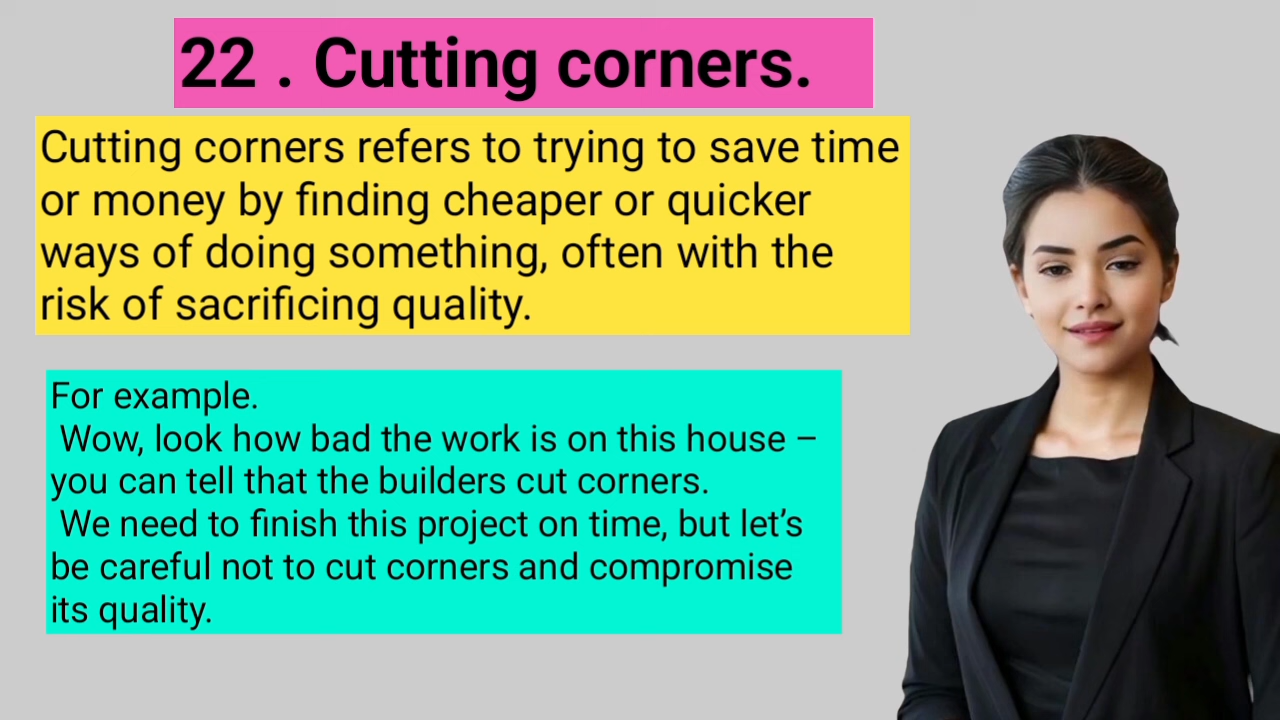 22 . Cutting corners.
Cutting corners refers to trying to save time
or money by finding cheaper or quicker
ways of doing something, often with the
risk of sacrificing quality.
For example.
Wow, look how bad the work is on this house –
you can tell that the builders cut corners.
We need to finish this project on time, but let’s
be careful not to cut corners and compromise
its quality.